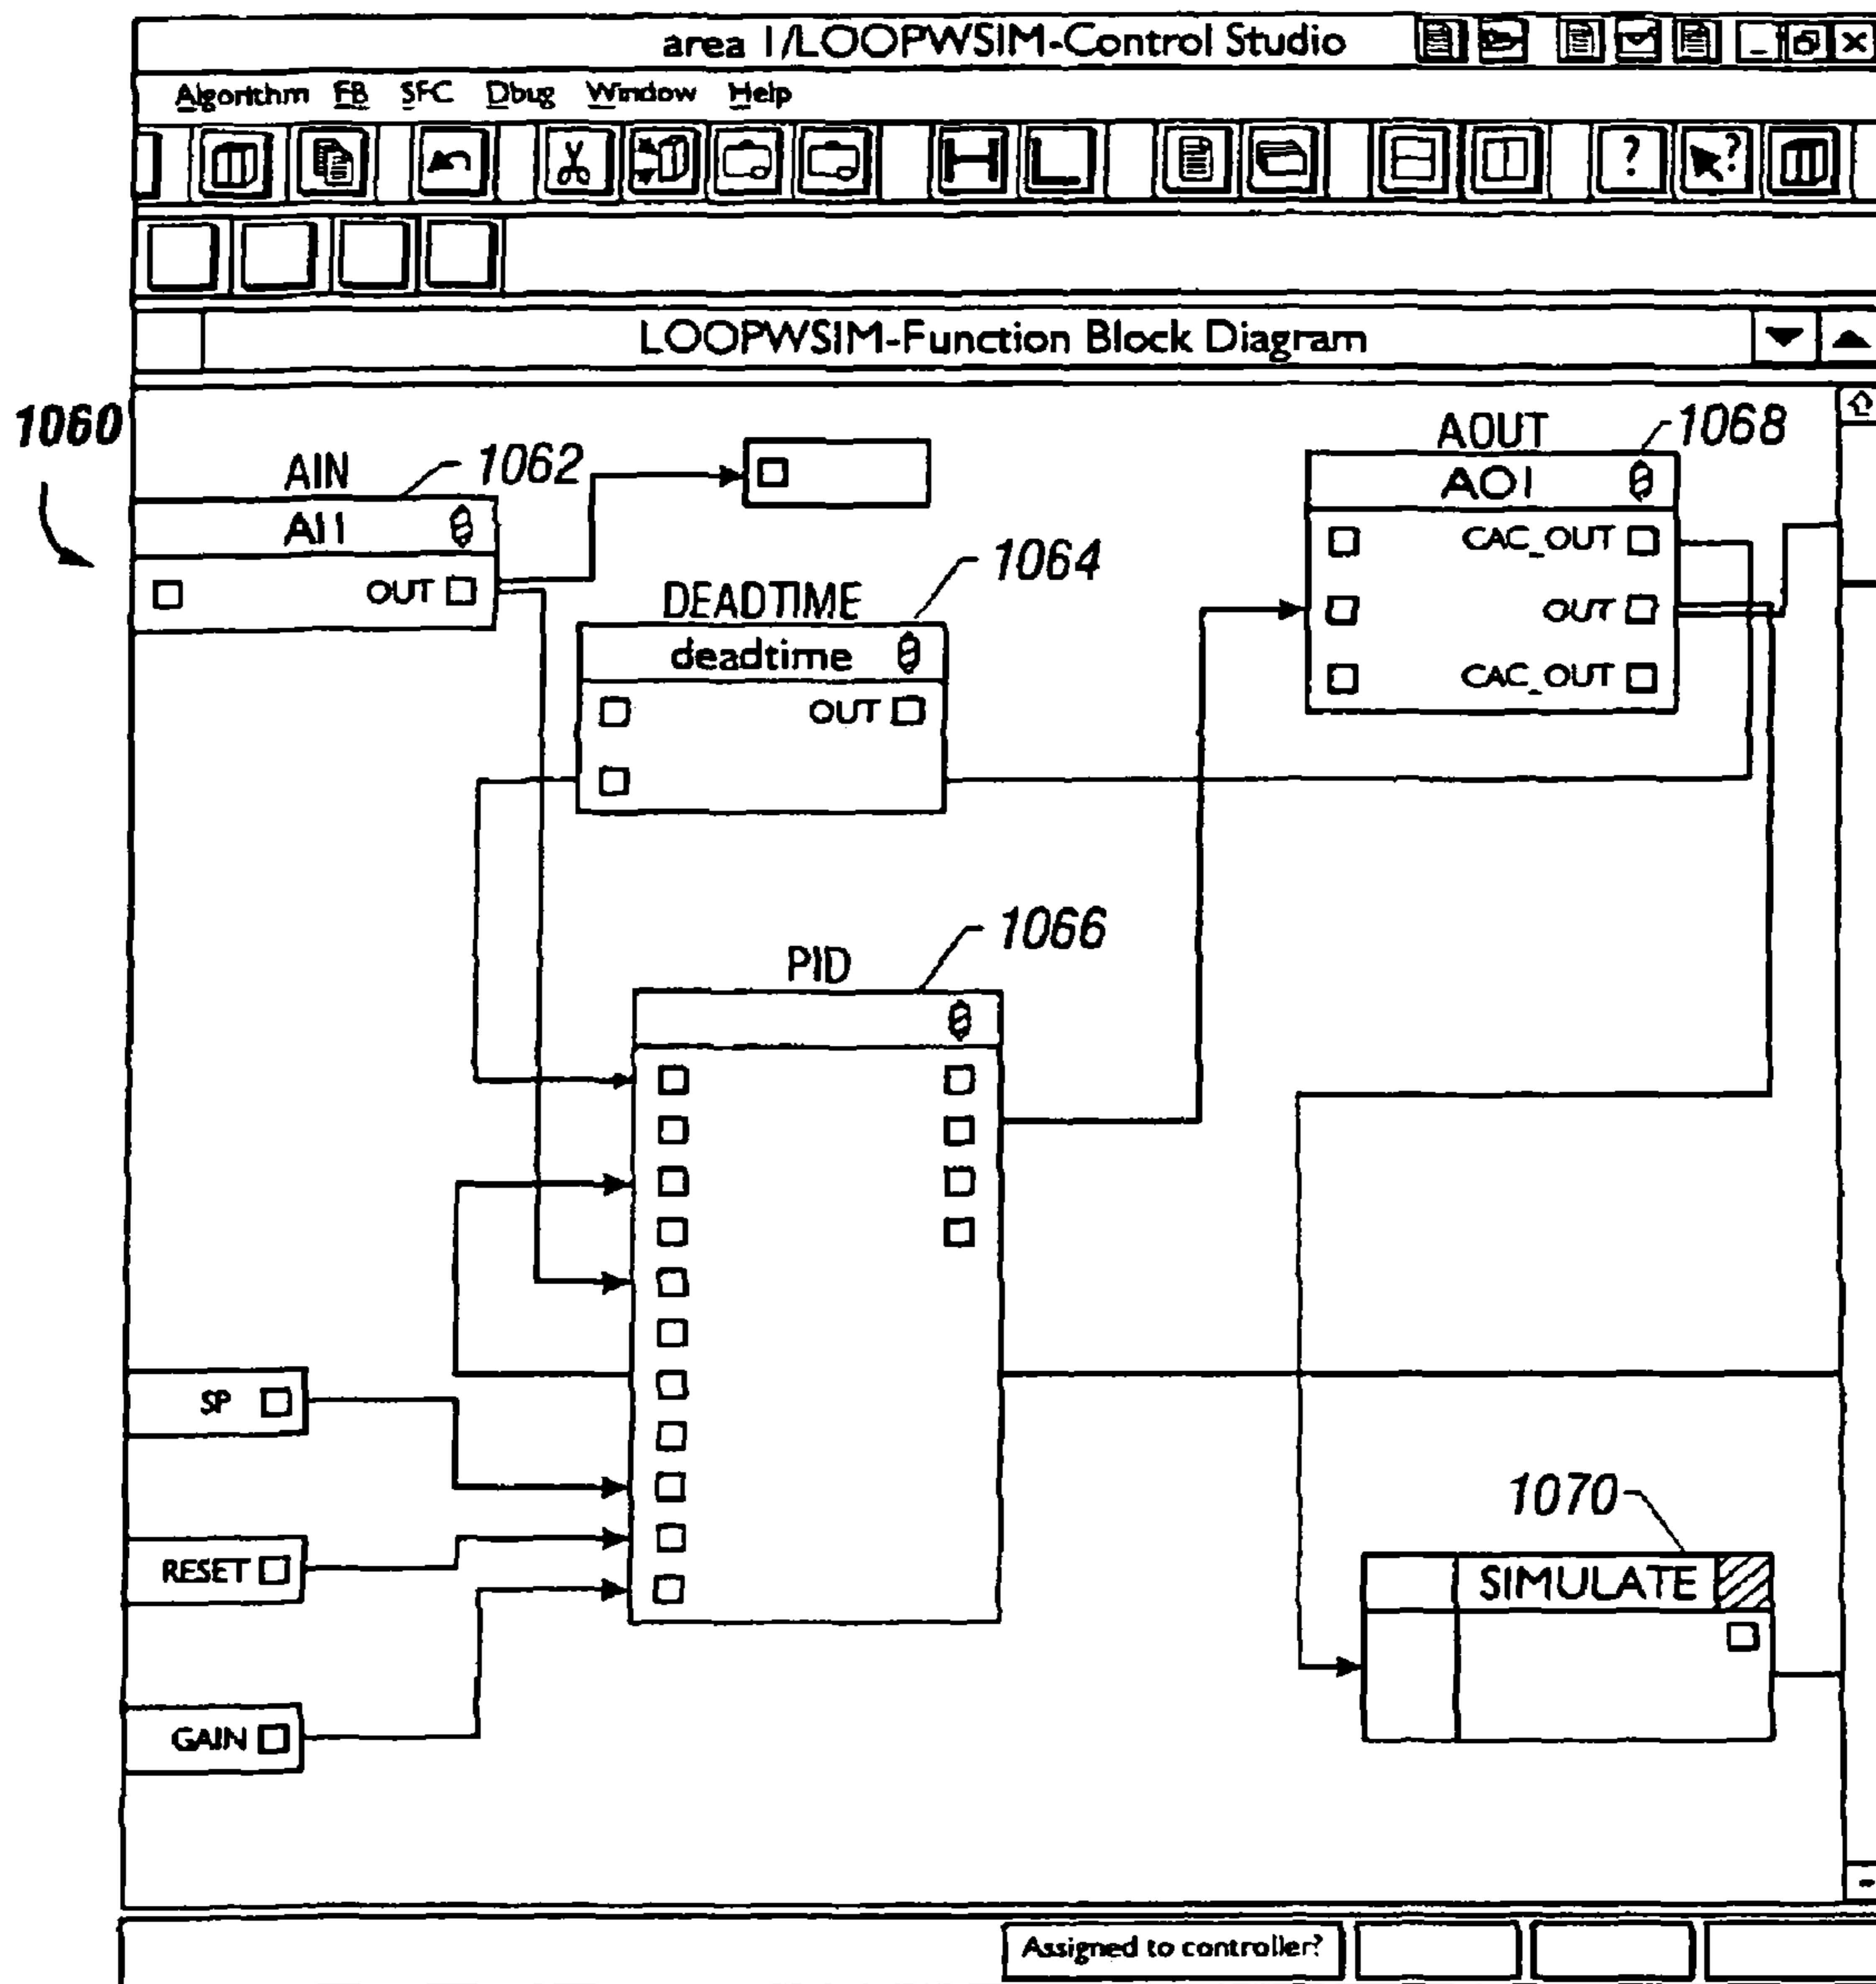 area 1/LOOPWSIM-Control Studio
Algorithm FB SFC Dbug Window Help
? ?
LOOPWSIM-Function Block Diagram
1060
AIN 1062
AI1
OUT
AOUT 1068
AO1
CAC_OUT
OUT
CAC_OUT
DEADTIME 1064
deadtime
OUT
PID 1066
SP
RESET
GAIN
1070
SIMULATE
Assigned to controller?